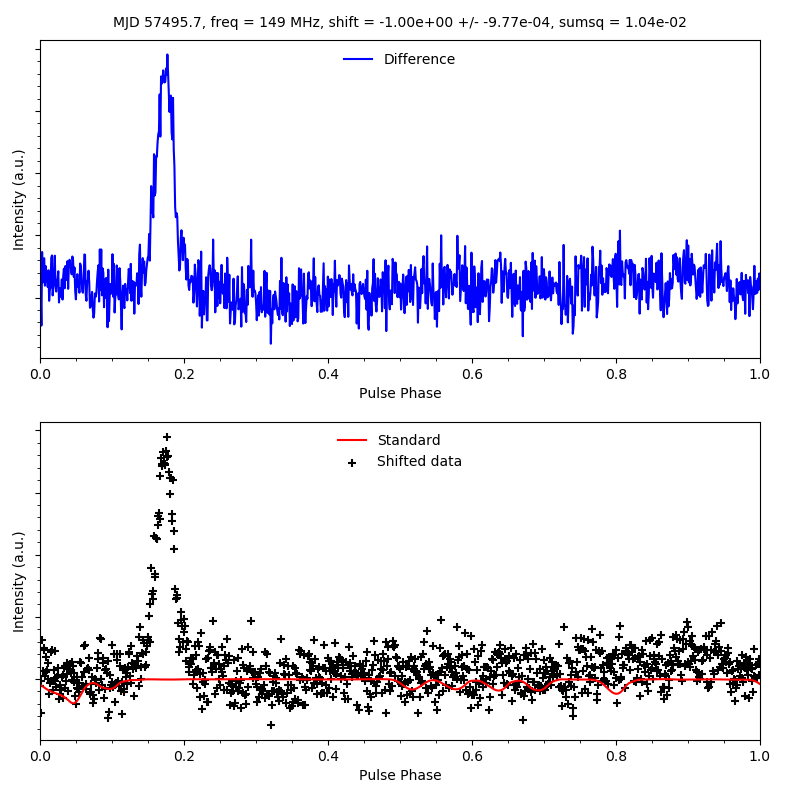 MJD 57495.7, freq = 149 MHz, shift = -1.00e+00 +/- -9.77e-04, sumsq = 1.04e-02
Difference
Intensity (a.u.)
0.0 0.2 0.4 0.6 0.8 1.0
Pulse Phase
Standard
Shifted data
Intensity (a.u.)
0.0 0.2 0.4 0.6 0.8 1.0
Pulse Phase